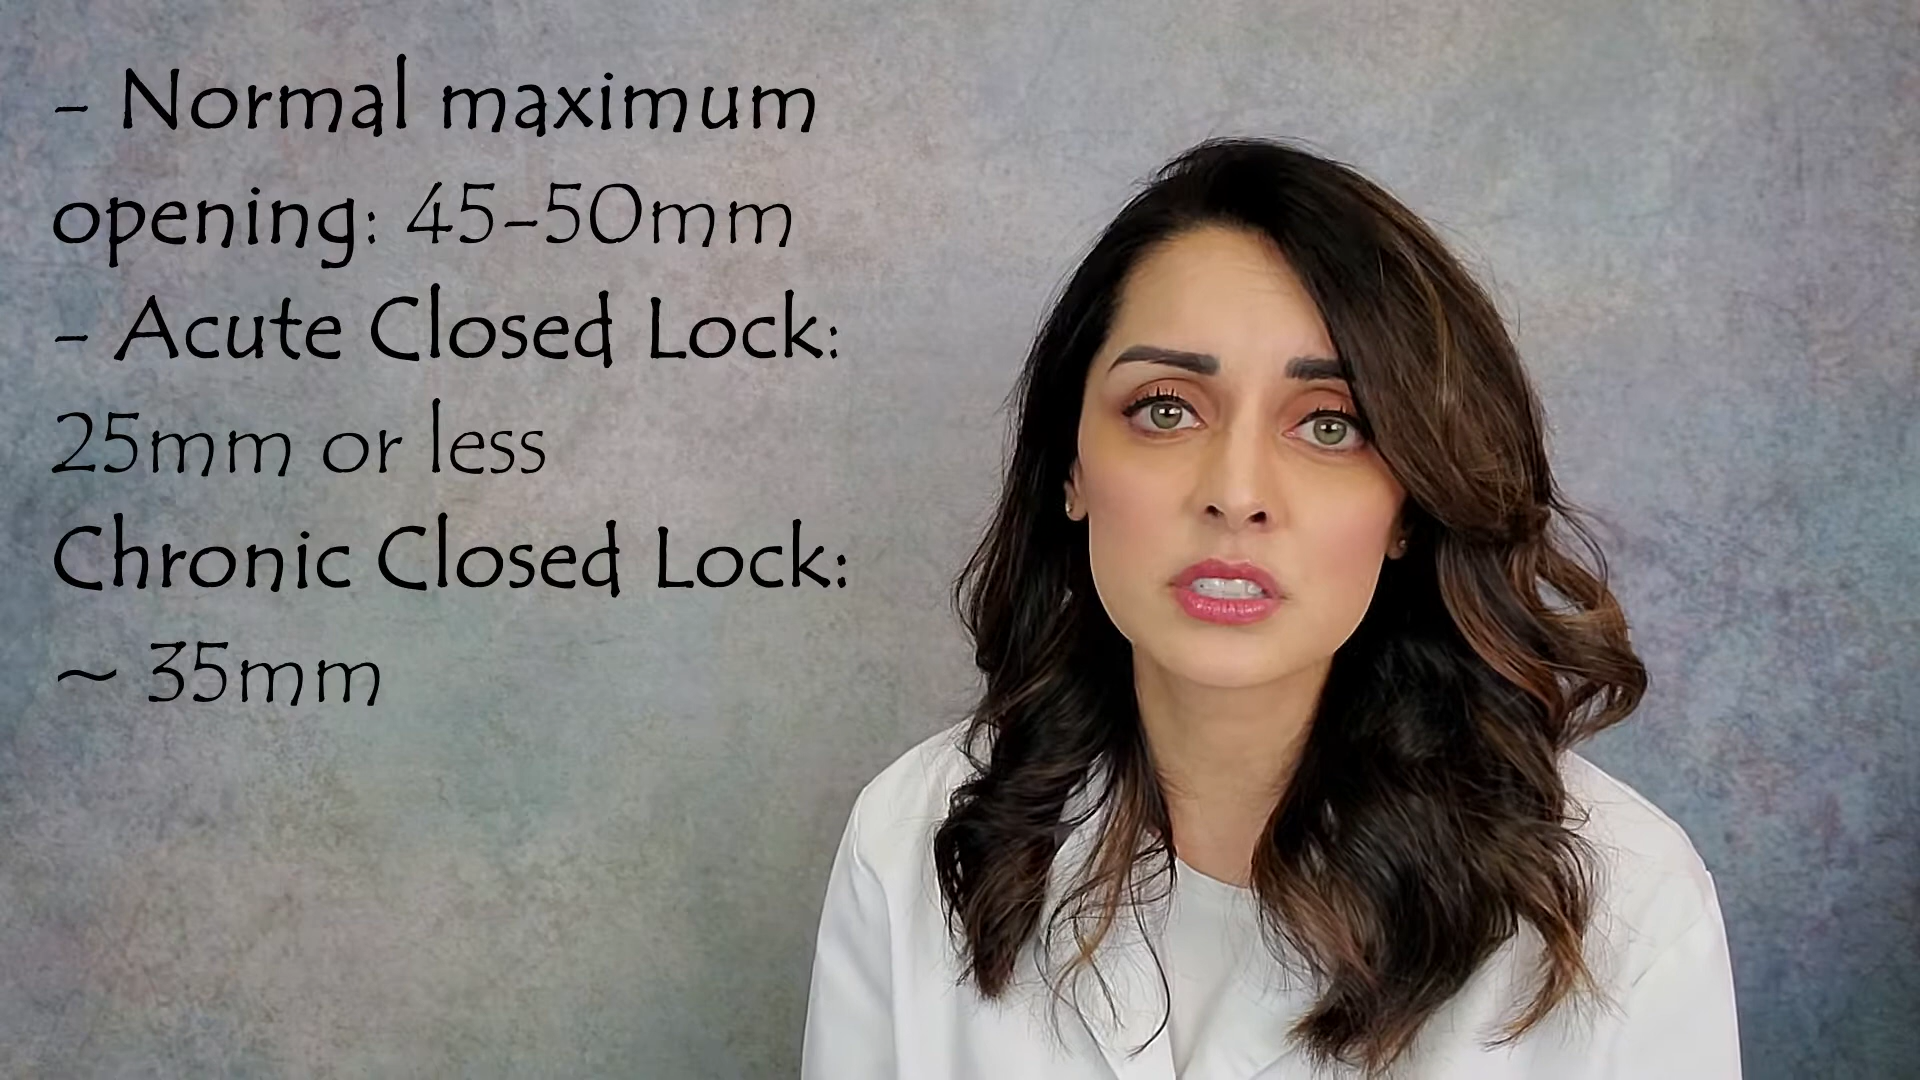 - Normal maximum
opening: 45-50mm
- Acute Closed Lock:
25mm or less
Chronic Closed Lock:
~ 35mm